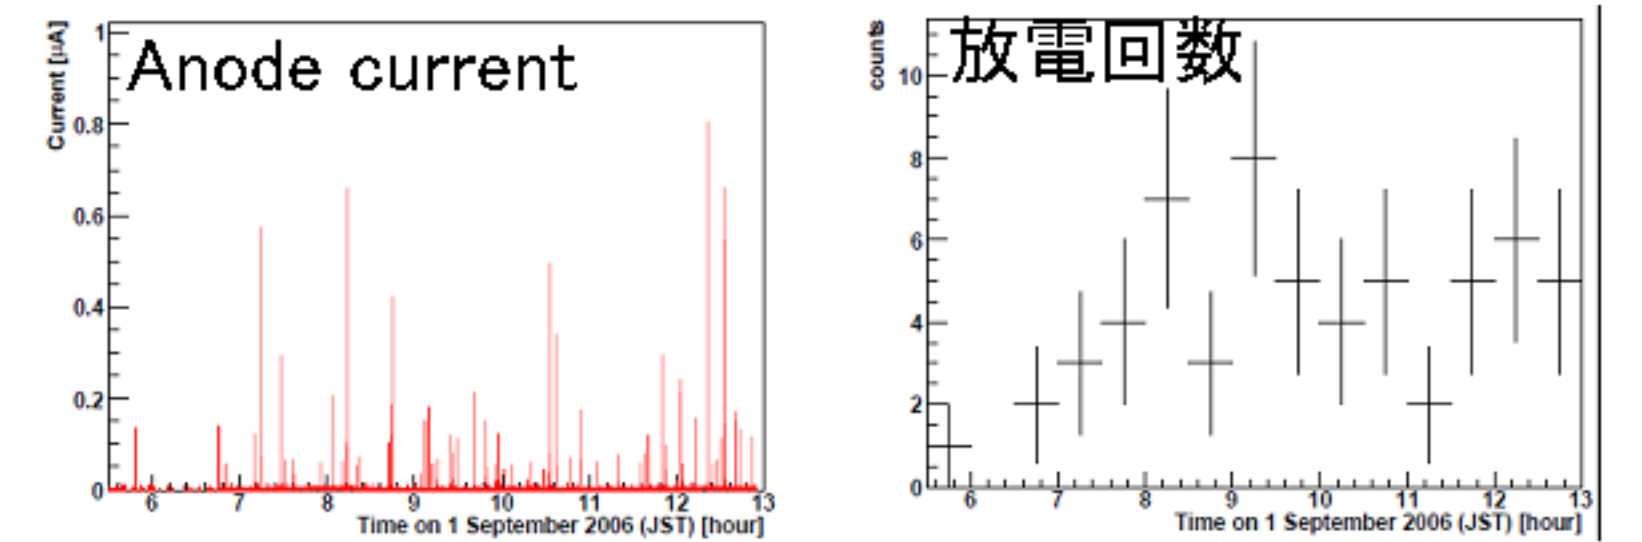 Current [μA]
Anode current
1
0.8
0.6
0.4
0.2
0
6 7 8 9 10 11 12 13
Time on 1 September 2006 (JST) [hour]
counts
放電回数
10
8
6
4
2
0
6 7 8 9 10 11 12 13
Time on 1 September 2006 (JST) [hour]